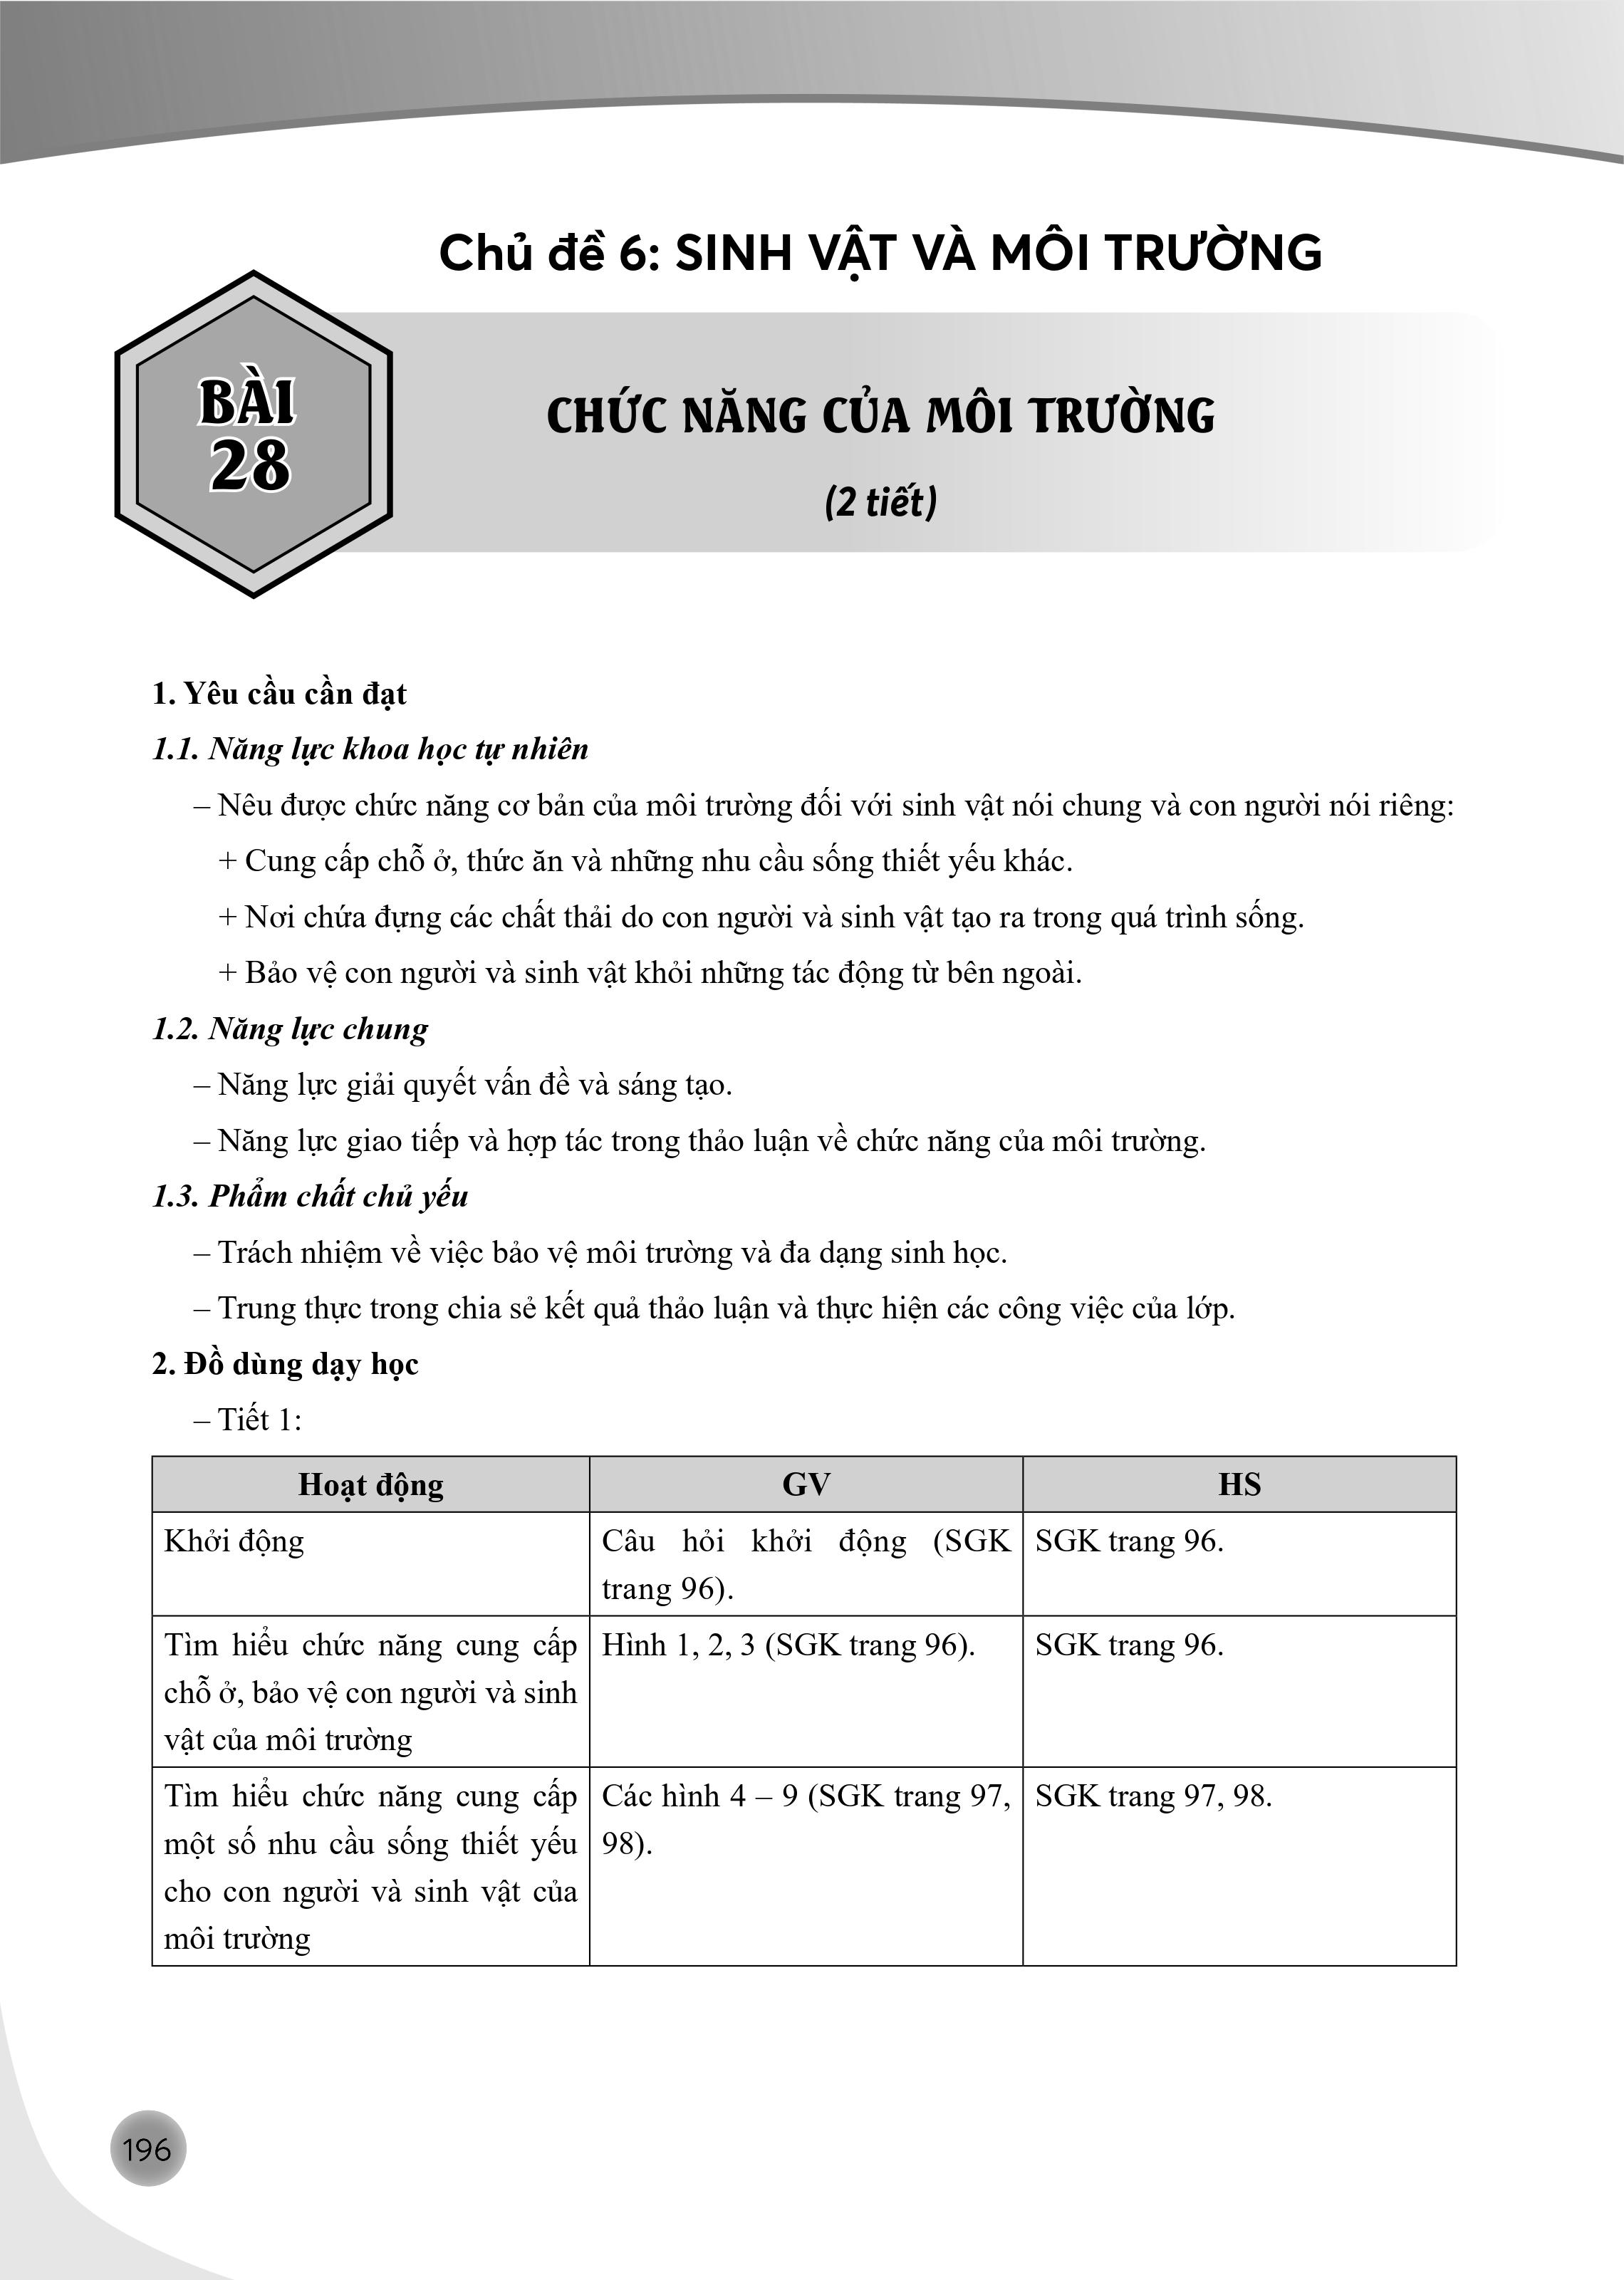 Chủ đề 6: SINH VẬT VÀ MÔI TRƯỜNG
BÀI
28
CHỨC NĂNG CỦA MÔI TRƯỜNG
(2 tiết)
1. Yêu cầu cần đạt
1.1. Năng lực khoa học tự nhiên
– Nêu được chức năng cơ bản của môi trường đối với sinh vật nói chung và con người nói riêng:
+ Cung cấp chỗ ở, thức ăn và những nhu cầu sống thiết yếu khác.
+ Nơi chứa đựng các chất thải do con người và sinh vật tạo ra trong quá trình sống.
+ Bảo vệ con người và sinh vật khỏi những tác động từ bên ngoài.
1.2. Năng lực chung
– Năng lực giải quyết vấn đề và sáng tạo.
– Năng lực giao tiếp và hợp tác trong thảo luận về chức năng của môi trường.
1.3. Phẩm chất chủ yếu
– Trách nhiệm về việc bảo vệ môi trường và đa dạng sinh học.
– Trung thực trong chia sẻ kết quả thảo luận và thực hiện các công việc của lớp.
2. Đồ dùng dạy học
– Tiết 1:
Hoạt động GV HS
Khởi động
Câu hỏi khởi động (SGK
trang 96).
SGK trang 96.
Tìm hiểu chức năng cung cấp
chỗ ở, bảo vệ con người và sinh
vật của môi trường
Hình 1, 2, 3 (SGK trang 96).
SGK trang 96.
Tìm hiểu chức năng cung cấp
một số nhu cầu sống thiết yếu
cho con người và sinh vật của
môi trường
Các hình 4 – 9 (SGK trang 97,
98).
SGK trang 97, 98.
196